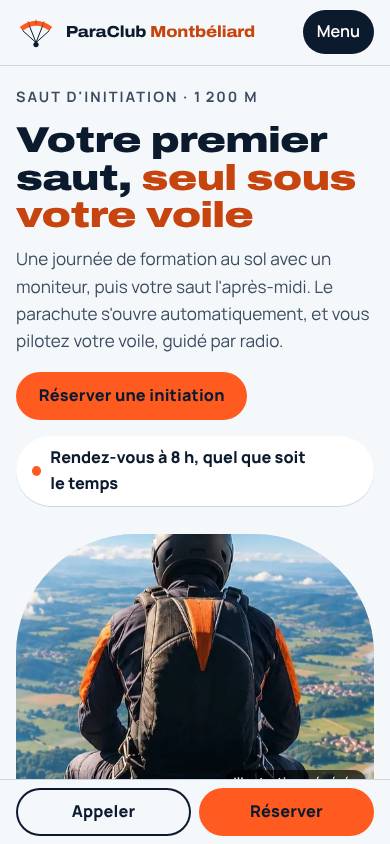 ParaClub Montbéliard
Menu
SAUT D'INITIATION · 1 200 M
Votre premier
saut, seul sous
votre voile
Une journée de formation au sol avec un
moniteur, puis votre saut l'après-midi. Le
parachute s'ouvre automatiquement, et vous
pilotez votre voile, guidé par radio.
Réserver une initiation
Rendez-vous à 8 h, quel que soit
le temps
Appeler
Réserver